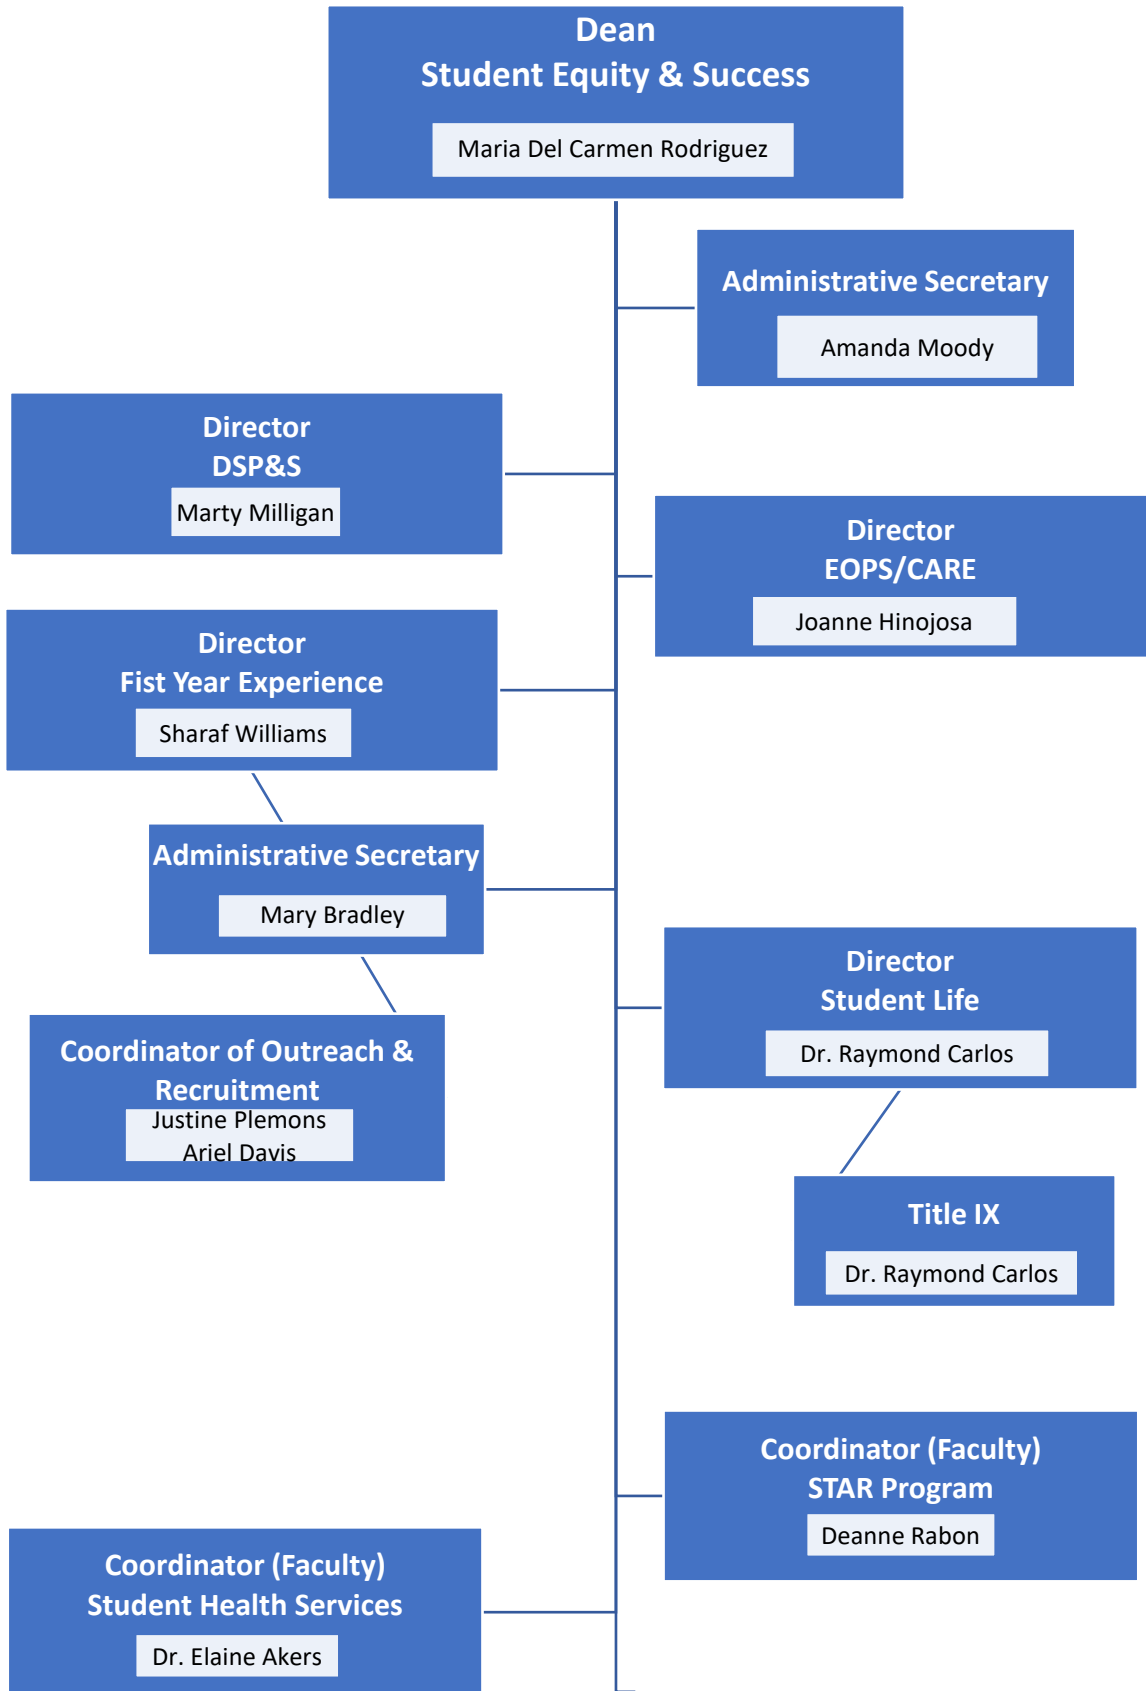 Dean
Student Equity & Success
Maria Del Carmen Rodriguez
Administrative Secretary
Amanda Moody
Director
DSP&S
Marty Milligan
Director
EOPS/CARE
Joanne Hinojosa
Director
Fist Year Experience
Sharaf Williams
Administrative Secretary
Mary Bradley
Director
Student Life
Dr. Raymond Carlos
Coordinator of Outreach &
Recruitment
Justine Plemons
Ariel Davis
Title IX
Dr. Raymond Carlos
Coordinator (Faculty)
STAR Program
Deanne Rabon
Coordinator (Faculty)
Student Health Services
Dr. Elaine Akers